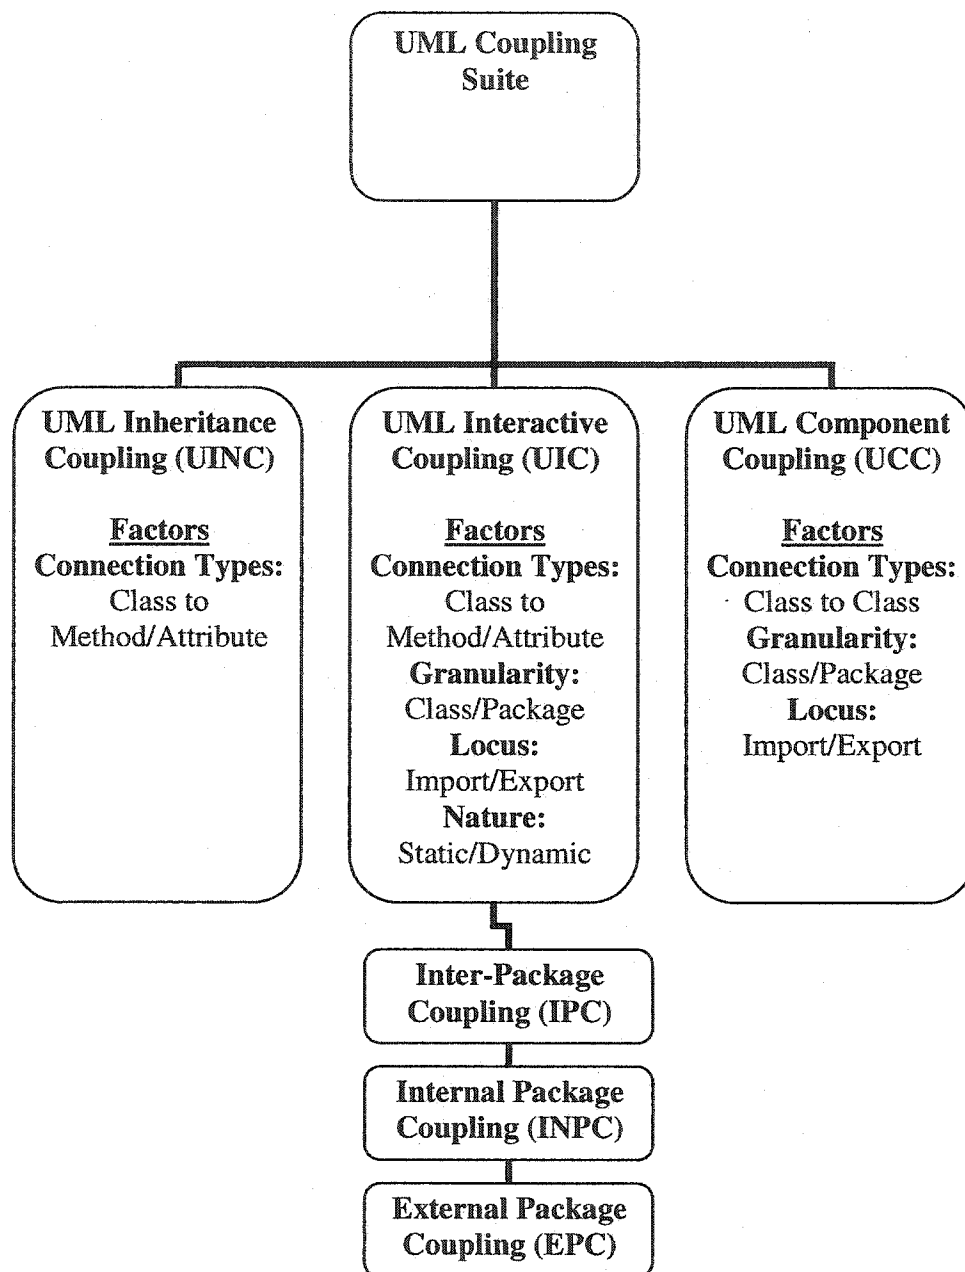 UML Coupling
Suite
UML Inheritance
Coupling (UINC)
Factors
Connection Types:
Class to
Method/Attribute
UML Interactive
Coupling (UIC)
Factors
Connection Types:
Class to
Method/Attribute
Granularity:
Class/Package
Locus:
Import/Export
Nature:
Static/Dynamic
UML Component
Coupling (UCC)
Factors
Connection Types:
Class to Class
Granularity:
Class/Package
Locus:
Import/Export
Inter-Package
Coupling (IPC)
Internal Package
Coupling (INPC)
External Package
Coupling (EPC)